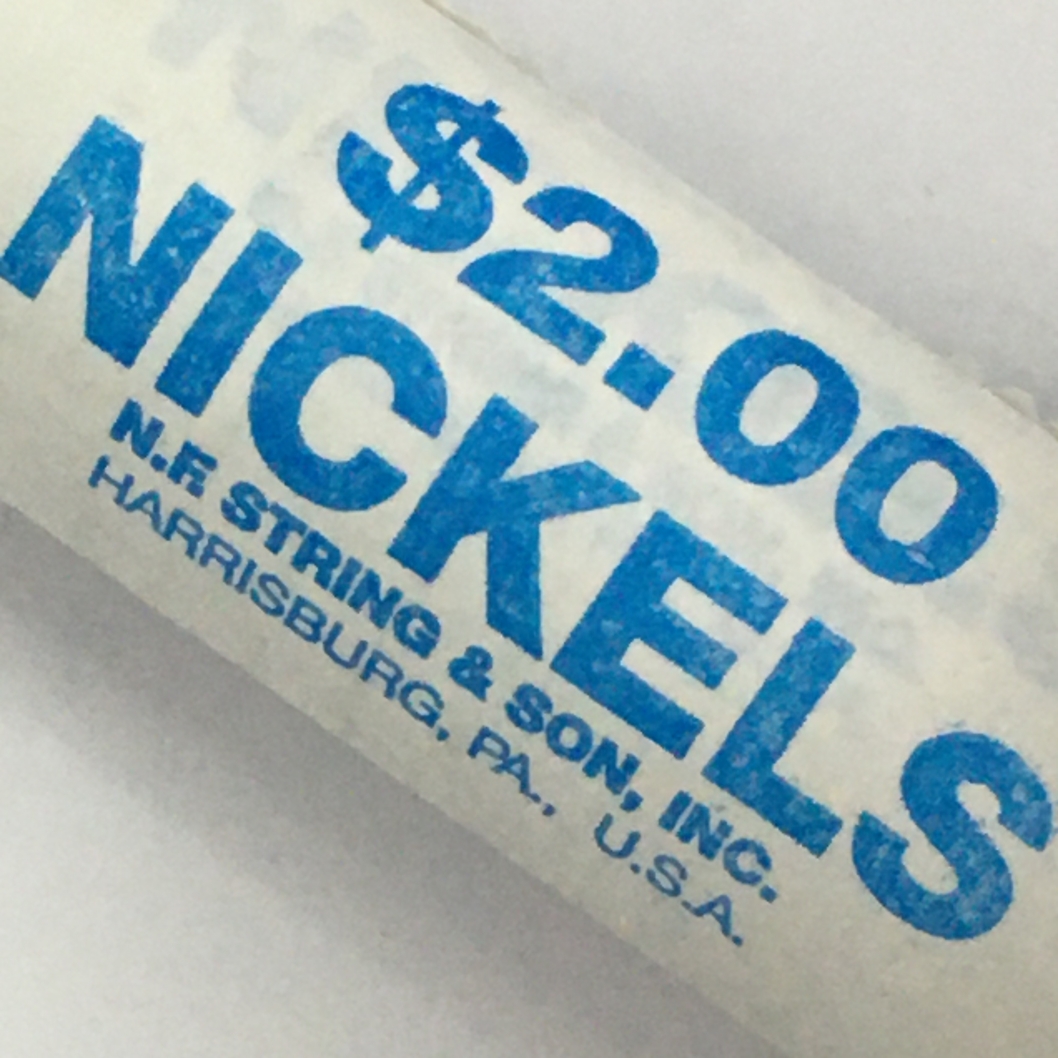 $2.00
NICKELS
N.F. STRING & SON, INC.
HARRISBURG, PA., U.S.A.